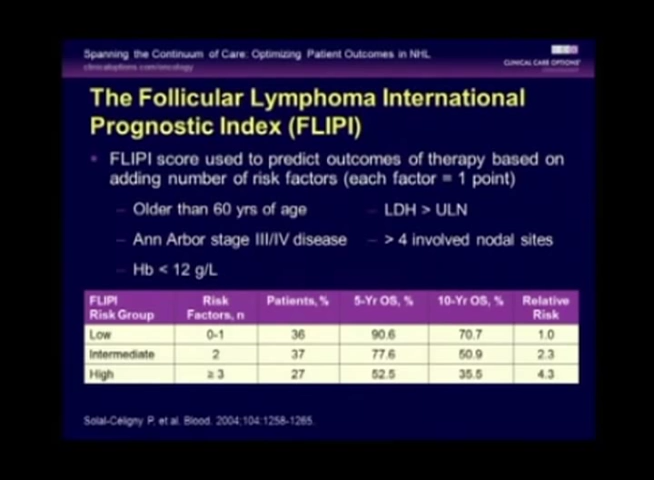 Spanning the Continuum of Care: Optimizing Patient Outcomes in NHL
clinicaloptions.com/oncology
CLINICAL CARE OPTIONS
The Follicular Lymphoma International
Prognostic Index (FLIPI)
• FLIPI score used to predict outcomes of therapy based on
adding number of risk factors (each factor = 1 point)
– Older than 60 yrs of age – LDH > ULN
– Ann Arbor stage III/IV disease – > 4 involved nodal sites
– Hb < 12 g/L
FLIPI Risk Group Risk Factors, n Patients, % 5-Yr OS, % 10-Yr OS, % Relative Risk
Low 0-1 36 90.6 70.7 1.0
Intermediate 2 37 77.6 50.9 2.3
High ≥ 3 27 52.5 35.5 4.3
Solal-Céligny P, et al. Blood. 2004;104:1258-1265.